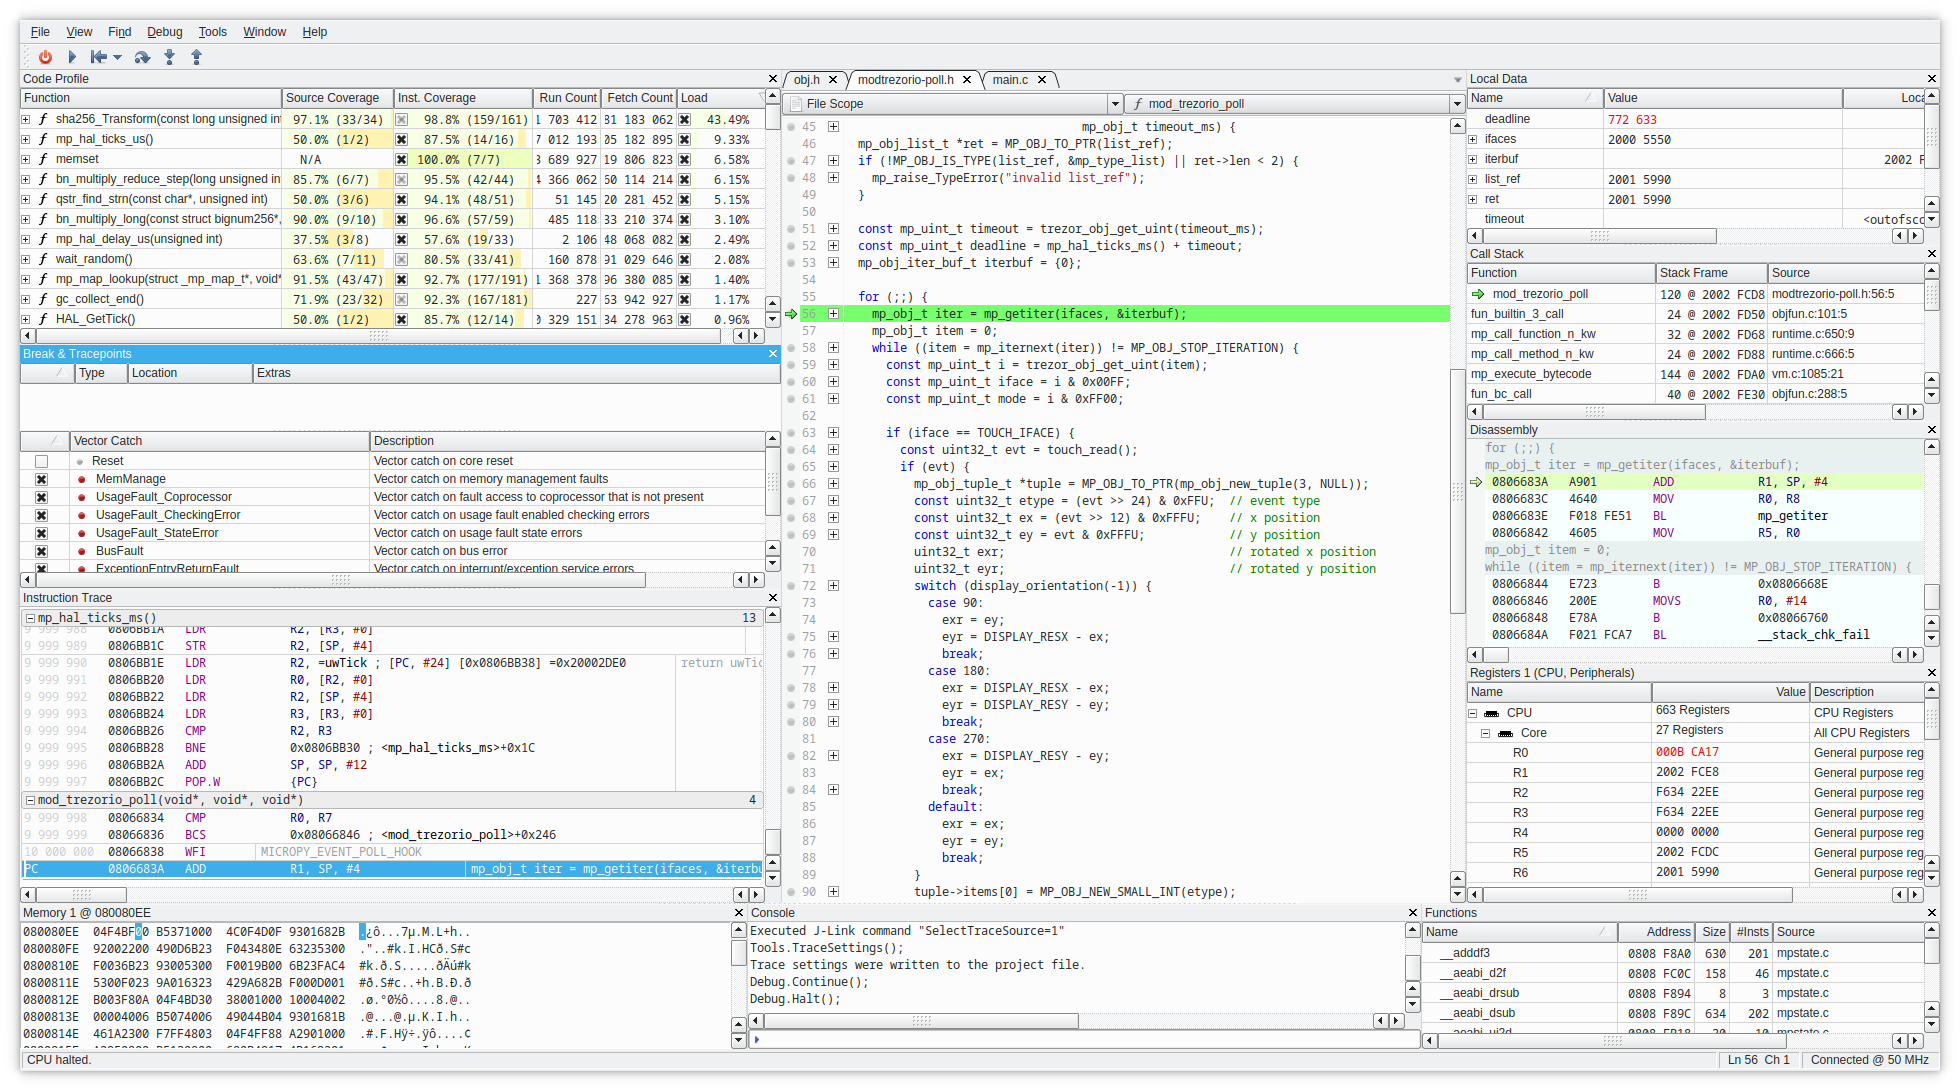 File View Find Debug Tools Window Help
Code Profile
Function Source Coverage Inst. Coverage Run Count Fetch Count Load
sha256_Transform(const long unsigned in 97.1% (33/34) 98.8% (159/161) 1 703 412 81 183 062 43.49%
mp_hal_ticks_us() 50.0% (1/2) 87.5% (14/16) 7 012 193 05 182 895 9.33%
memset N/A 100.0% (7/7) 3 689 927 19 806 823 6.58%
bn_multiply_reduce_step(long unsigned in 85.7% (6/7) 95.5% (42/44) 4 366 062 60 114 214 6.15%
qstr_find_strn(const char*, unsigned int) 50.0% (3/6) 94.1% (48/51) 51 145 20 281 452 5.15%
bn_multiply_long(const struct bignum256*, 90.0% (9/10) 96.6% (57/59) 485 118 33 210 374 3.10%
mp_hal_delay_us(unsigned int) 37.5% (3/8) 57.6% (19/33) 2 106 48 068 082 2.49%
wait_random() 63.6% (7/11) 80.5% (33/41) 160 878 91 029 646 2.08%
mp_map_lookup(struct _mp_map_t*, void* 91.5% (43/47) 92.7% (177/191) 1 368 378 96 380 085 1.40%
gc_collect_end() 71.9% (23/32) 92.3% (167/181) 227 63 942 927 1.17%
HAL_GetTick() 50.0% (1/2) 85.7% (12/14) 0 329 151 34 278 963 0.96%
Break & Tracepoints
Type Location Extras
Vector Catch Description
Reset Vector catch on core reset
MemManage Vector catch on memory management faults
UsageFault_Coprocessor Vector catch on fault access to coprocessor that is not present
UsageFault_CheckingError Vector catch on usage fault enabled checking errors
UsageFault_StateError Vector catch on usage fault state errors
BusFault Vector catch on bus error
ExceptionEntryReturnFault Vector catch on interrupt/exception service errors
Instruction Trace
mp_hal_ticks_ms() 13
9 999 988 0806BB1A LDR R2, [R3, #0]
9 999 989 0806BB1C STR R2, [SP, #4]
9 999 990 0806BB1E LDR R2, =uwTick ; [PC, #24] [0x0806BB38] =0x20002DE0 return uwTic
9 999 991 0806BB20 LDR R0, [R2, #0]
9 999 992 0806BB22 LDR R2, [SP, #4]
9 999 993 0806BB24 LDR R3, [R3, #0]
9 999 994 0806BB26 CMP R2, R3
9 999 995 0806BB28 BNE 0x0806BB30 ; <mp_hal_ticks_ms>+0x1C
9 999 996 0806BB2A ADD SP, SP, #12
9 999 997 0806BB2C POP.W {PC}
mod_trezorio_poll(void*, void*, void*) 4
9 999 998 08066834 CMP R0, R7
9 999 999 08066836 BCS 0x08066846 ; <mod_trezorio_poll>+0x246
10 000 000 08066838 WFI MICROPY_EVENT_POLL_HOOK
PC 0806683A ADD R1, SP, #4 mp_obj_t iter = mp_getiter(ifaces, &iterbu
obj.h modtrezorio-poll.h main.c
File Scope mod_trezorio_poll
45 mp_obj_t timeout_ms) {
46 mp_obj_list_t *ret = MP_OBJ_TO_PTR(list_ref);
47 if (!MP_OBJ_IS_TYPE(list_ref, &mp_type_list) || ret->len < 2) {
48 mp_raise_TypeError("invalid list_ref");
49 }
50
51 const mp_uint_t timeout = trezor_obj_get_uint(timeout_ms);
52 const mp_uint_t deadline = mp_hal_ticks_ms() + timeout;
53 mp_obj_iter_buf_t iterbuf = {0};
54
55 for (;;) {
56 mp_obj_t iter = mp_getiter(ifaces, &iterbuf);
57 mp_obj_t item = 0;
58 while ((item = mp_iternext(iter)) != MP_OBJ_STOP_ITERATION) {
59 const mp_uint_t i = trezor_obj_get_uint(item);
60 const mp_uint_t iface = i & 0x00FF;
61 const mp_uint_t mode = i & 0xFF00;
62
63 if (iface == TOUCH_IFACE) {
64 const uint32_t evt = touch_read();
65 if (evt) {
66 mp_obj_tuple_t *tuple = MP_OBJ_TO_PTR(mp_obj_new_tuple(3, NULL));
67 const uint32_t etype = (evt >> 24) & 0xFFU; // event type
68 const uint32_t ex = (evt >> 12) & 0xFFFU; // x position
69 const uint32_t ey = evt & 0xFFFU; // y position
70 uint32_t exr; // rotated x position
71 uint32_t eyr; // rotated y position
72 switch (display_orientation(-1)) {
73 case 90:
74 exr = ey;
75 eyr = DISPLAY_RESX - ex;
76 break;
77 case 180:
78 exr = DISPLAY_RESX - ex;
79 eyr = DISPLAY_RESY - ey;
80 break;
81 case 270:
82 exr = DISPLAY_RESY - ey;
83 eyr = ex;
84 break;
85 default:
86 exr = ex;
87 eyr = ey;
88 break;
89 }
90 tuple->items[0] = MP_OBJ_NEW_SMALL_INT(etype);
Local Data
Name Value Loca
deadline 772 633
ifaces 2000 5550
iterbuf 2002 F
list_ref 2001 5990
ret 2001 5990
timeout <outofsco
Call Stack
Function Stack Frame Source
mod_trezorio_poll 120 @ 2002 FCD8 modtrezorio-poll.h:56:5
fun_builtin_3_call 24 @ 2002 FD50 objfun.c:101:5
mp_call_function_n_kw 32 @ 2002 FD68 runtime.c:650:9
mp_call_method_n_kw 24 @ 2002 FD88 runtime.c:666:5
mp_execute_bytecode 144 @ 2002 FDA0 vm.c:1085:21
fun_bc_call 40 @ 2002 FE30 objfun.c:288:5
Disassembly
for (;;) {
mp_obj_t iter = mp_getiter(ifaces, &iterbuf);
0806683A A901 ADD R1, SP, #4
0806683C 4640 MOV R0, R8
0806683E F018 FE51 BL mp_getiter
08066842 4605 MOV R5, R0
mp_obj_t item = 0;
while ((item = mp_iternext(iter)) != MP_OBJ_STOP_ITERATION) {
08066844 E723 B 0x0806668E
08066846 200E MOVS R0, #14
08066848 E78A B 0x08066760
0806684A F021 FCA7 BL __stack_chk_fail
Registers 1 (CPU, Peripherals)
Name Value Description
CPU 663 Registers CPU Registers
Core 27 Registers All CPU Registers
R0 000B CA17 General purpose reg
R1 2002 FCE8 General purpose reg
R2 F634 22EE General purpose reg
R3 F634 22EE General purpose reg
R4 0000 0000 General purpose reg
R5 2002 FCDC General purpose reg
R6 2001 5990 General purpose reg
Memory 1 @ 080080EE
080080EE 04F4BF00 B5371000 4C0F4D0F 9301682B .¿ô...7µ.M.L+h..
080080FE 92002200 490D6B23 F043480E 63235300 ."..#k.I.HCð.S#c
0800810E F0036B23 93005300 F0019B00 6B23FAC4 #k.ð.S.....ðÄú#k
0800811E 5300F023 9A016323 429A682B F000D001 #ð.S#c..+h.B.Ð.ð
0800812E B003F80A 04F4BD30 38001000 10004002 .ø.°0½ô....8.@..
0800813E 00004006 B5074006 49044B04 9301681B .@...@.µ.K.I.h..
0800814E 461A2300 F7FF4803 04F4FF88 A2901000 .#.F.Hÿ÷.ÿô....¢
Console
Executed J-Link command "SelectTraceSource=1"
Tools.TraceSettings();
Trace settings were written to the project file.
Debug.Continue();
Debug.Halt();
Functions
Name Address Size #Insts Source
__adddf3 0808 F8A0 630 201 mpstate.c
__aeabi_d2f 0808 FC0C 158 46 mpstate.c
__aeabi_drsub 0808 F894 8 3 mpstate.c
__aeabi_dsub 0808 F89C 634 202 mpstate.c
CPU halted. Ln 56 Ch 1 Connected @ 50 MHz